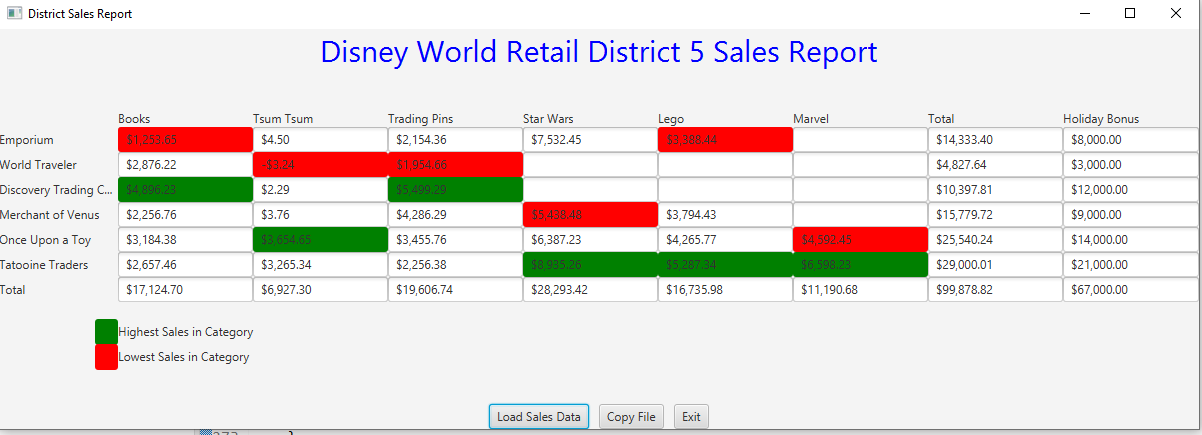 District Sales Report
Disney World Retail District 5 Sales Report
Books Tsum Tsum Trading Pins Star Wars Lego Marvel Total Holiday Bonus
Emporium $1,253.65 $4.50 $2,154.36 $7,532.45 $3,388.44 $14,333.40 $8,000.00
World Traveler $2,876.22 -$3.24 $1,954.66 $4,827.64 $3,000.00
Discovery Trading C... $4,896.23 $2.29 $5,499.29 $10,397.81 $12,000.00
Merchant of Venus $2,256.76 $3.76 $4,286.29 $5,438.48 $3,794.43 $15,779.72 $9,000.00
Once Upon a Toy $3,184.38 $3,654.65 $3,455.76 $6,387.23 $4,265.77 $4,592.45 $25,540.24 $14,000.00
Tatooine Traders $2,657.46 $3,265.34 $2,256.38 $8,935.26 $5,287.34 $6,598.23 $29,000.01 $21,000.00
Total $17,124.70 $6,927.30 $19,606.74 $28,293.42 $16,735.98 $11,190.68 $99,878.82 $67,000.00
Highest Sales in Category
Lowest Sales in Category
Load Sales Data Copy File Exit